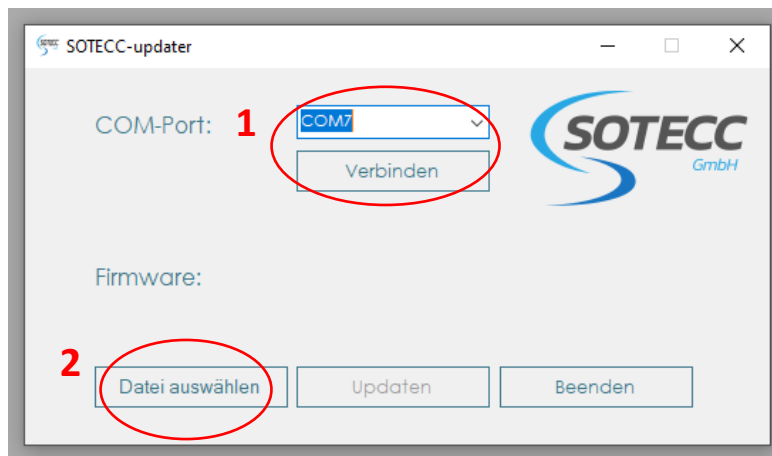 SOTECC-updater
COM-Port: 1 COM7
Verbinden
SOTECC
GmbH
Firmware:
2
Datei auswählen Updaten Beenden